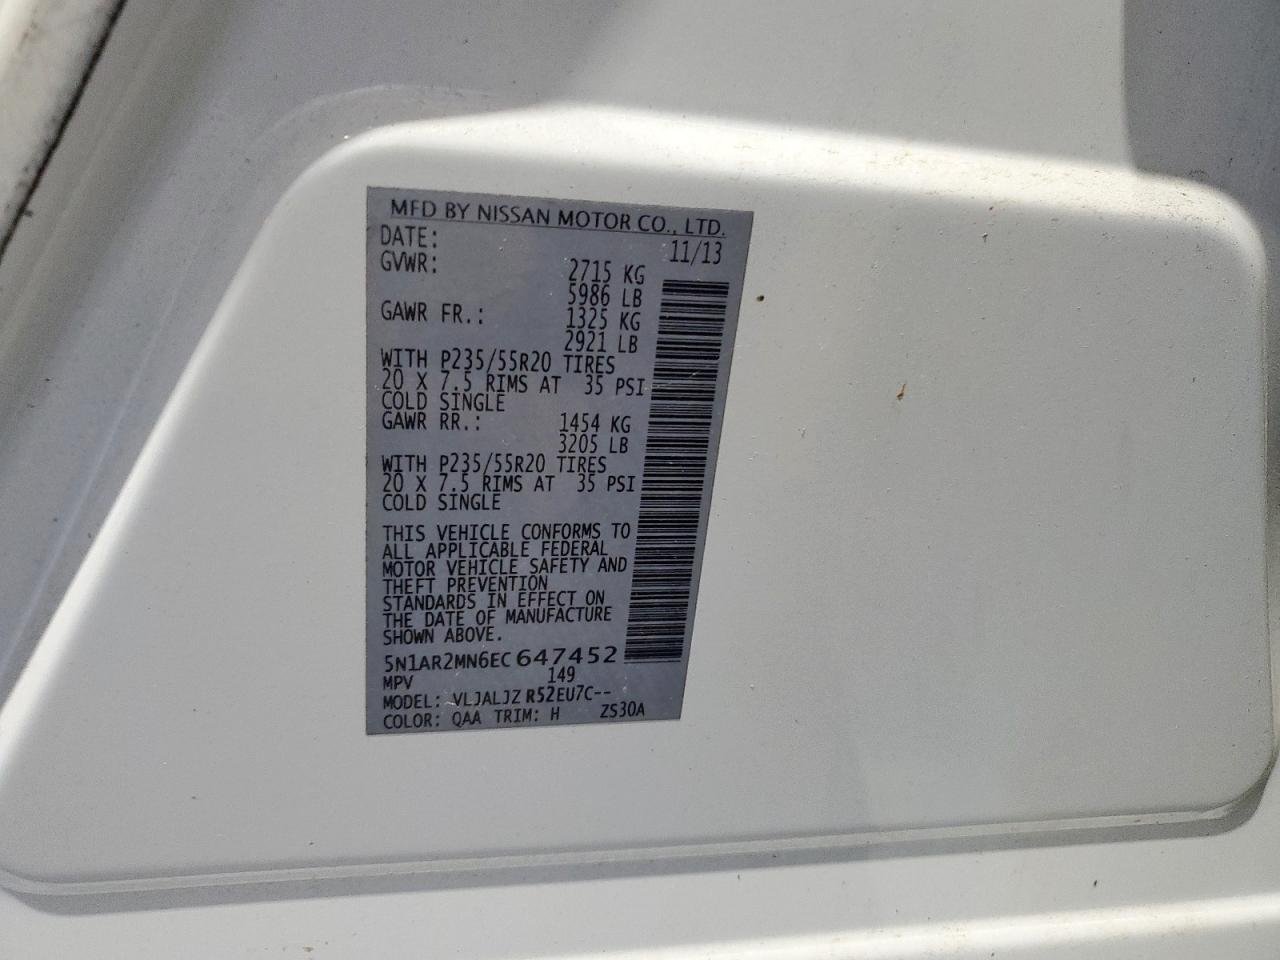 MFD BY NISSAN MOTOR CO., LTD.
DATE: 11/13
GVWR: 2715 KG
5986 LB
GAWR FR.: 1325 KG
2921 LB
WITH P235/55R20 TIRES
20 X 7.5 RIMS AT 35 PSI
COLD SINGLE
GAWR RR.: 1454 KG
3205 LB
WITH P235/55R20 TIRES
20 X 7.5 RIMS AT 35 PSI
COLD SINGLE
THIS VEHICLE CONFORMS TO
ALL APPLICABLE FEDERAL
MOTOR VEHICLE SAFETY AND
THEFT PREVENTION
STANDARDS IN EFFECT ON
THE DATE OF MANUFACTURE
SHOWN ABOVE.
5N1AR2MN6EC 647452
MPV 149
MODEL: VLJALJZ R52EU7C--
COLOR: QAA TRIM: H ZS30A